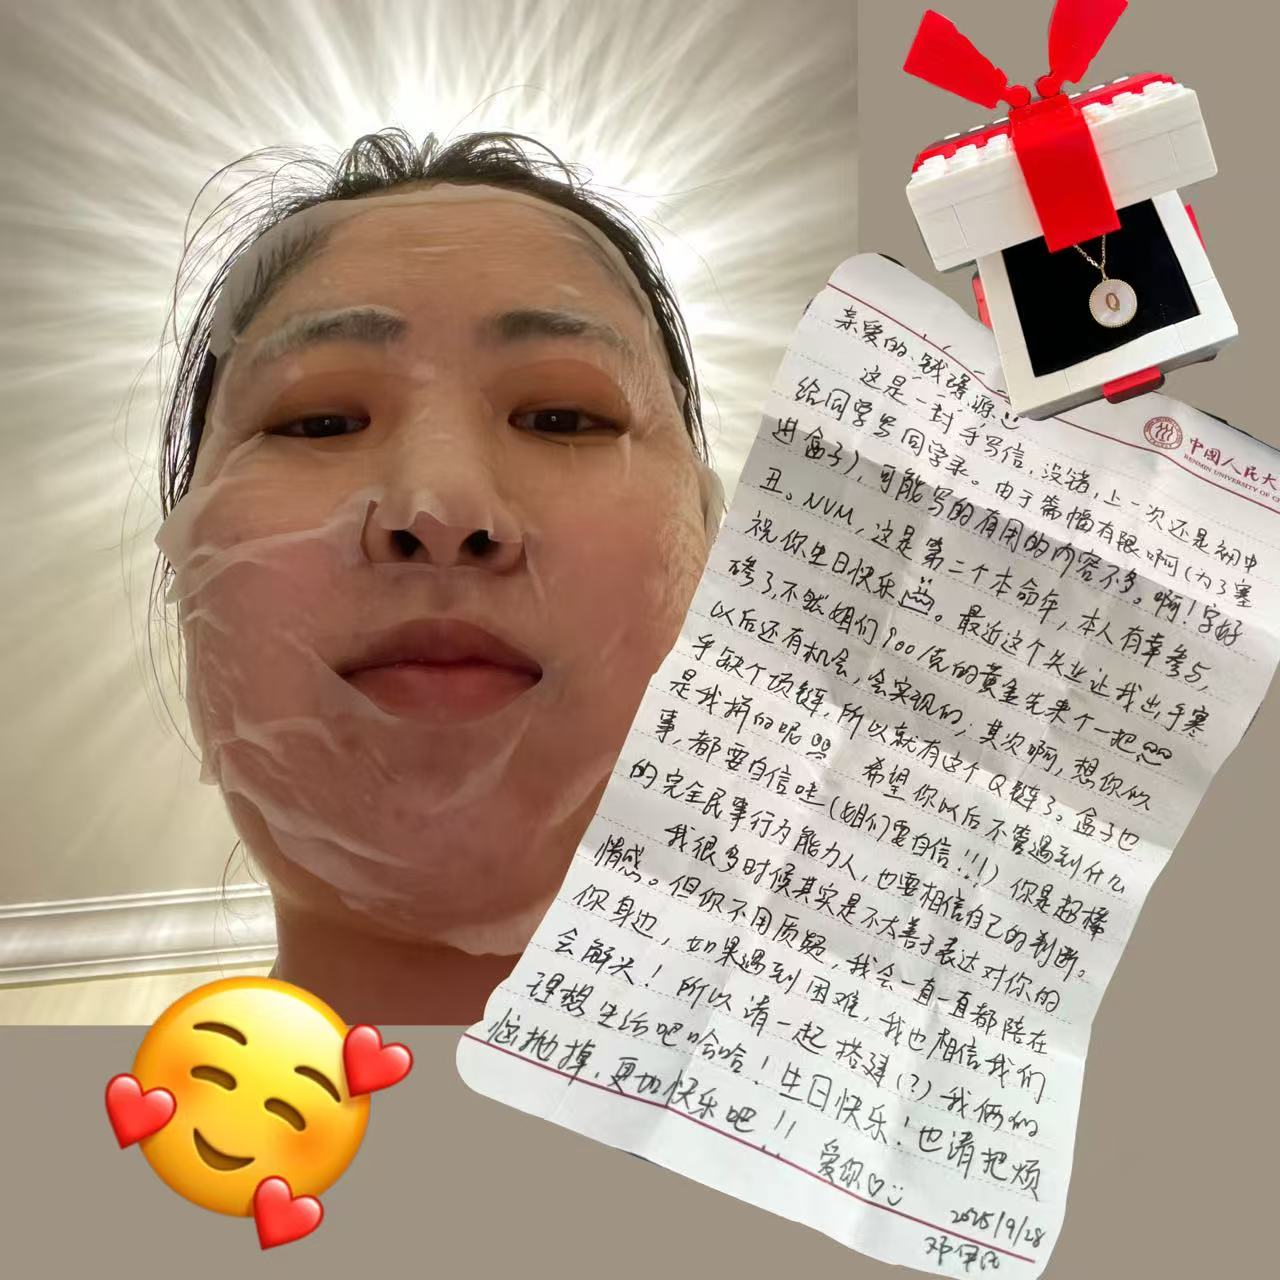 Q
中国人民大
RENMIN UNIVERSITY OF C
亲爱的钱源
这是一封手写信,没错,上一次还是初中
给同学写同学录。由于篇幅有限啊(为了塞
进盒子),可能写的有用的内容不多。啊!字好
丑。NVM,这是第二个本命年,本人有幸参与,
祝你生日快乐。最近这个失业让我出手寒
碜了,不然姐们900/克的黄金先来个一把
以后还有机会,会实现的;其次啊,想你似
乎缺个项链,所以就有这个Q链了。盒子也
是我拼的呢 希望你以后不管遇到什么
事,都要自信哇(姐们要自信!!!)你是超棒
的完全民事行为能力人,也要相信自己的判断。
我很多时候其实是不太善于表达对你的
情感。但你不用质疑,我会一直一直都陪在
你身边,如果遇到困难,我也相信我们
会解决!所以请一起搭建(?)我俩的
理想生活吧哈哈!生日快乐!也请把烦
恼抛掉,更加快乐吧!!
爱你♡
2025/9/28
邓伊